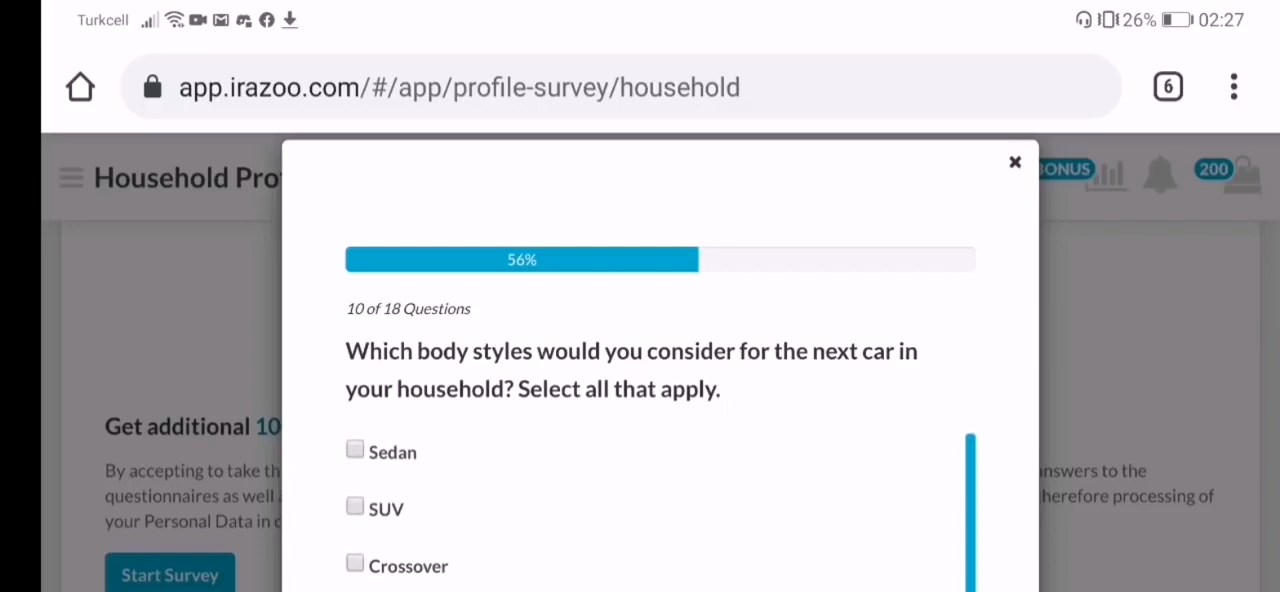 Turkcell 26% 02:27
app.irazoo.com/#/app/profile-survey/household 6
Household Pro
BONUS
200
56%
10 of 18 Questions
Which body styles would you consider for the next car in
your household? Select all that apply.
Sedan
SUV
Crossover
Get additional 10
By accepting to take th
questionnaires as well
your Personal Data in c
Start Survey
nswers to the
herefore processing of